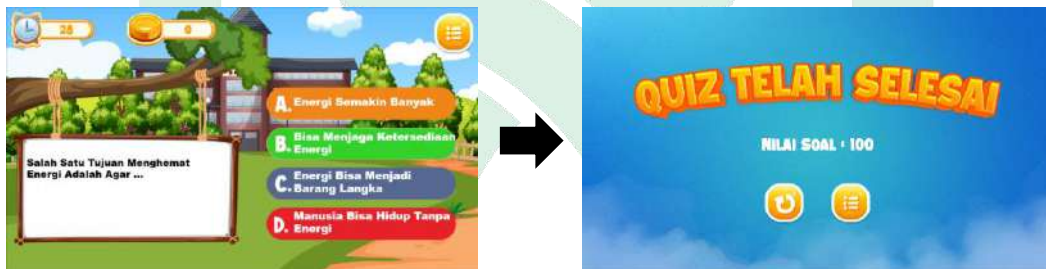 25
0
Salah Satu Tujuan Menghemat
Energi Adalah Agar ...
A. Energi Semakin Banyak
B. Bisa Menjaga Ketersediaan
Energi
C. Energi Bisa Menjadi
Barang Langka
D. Manusia Bisa Hidup Tanpa
Energi
QUIZ TELAH SELESAI
NILAI SOAL : 100